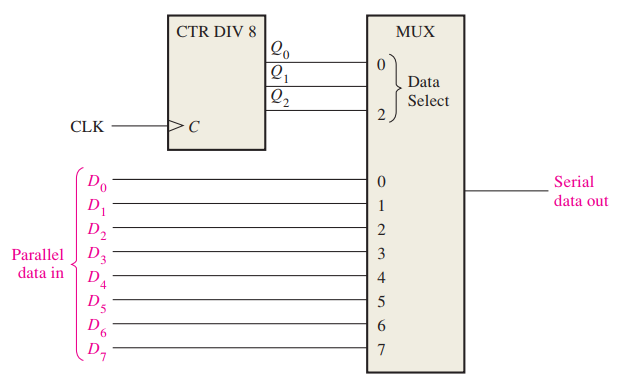 CTR DIV 8
MUX
Q0
Q1
Q2
0
Data
Select
2
CLK
C
D0
D1
D2
D3
D4
D5
D6
D7
Parallel
data in
0
1
2
3
4
5
6
7
Serial
data out